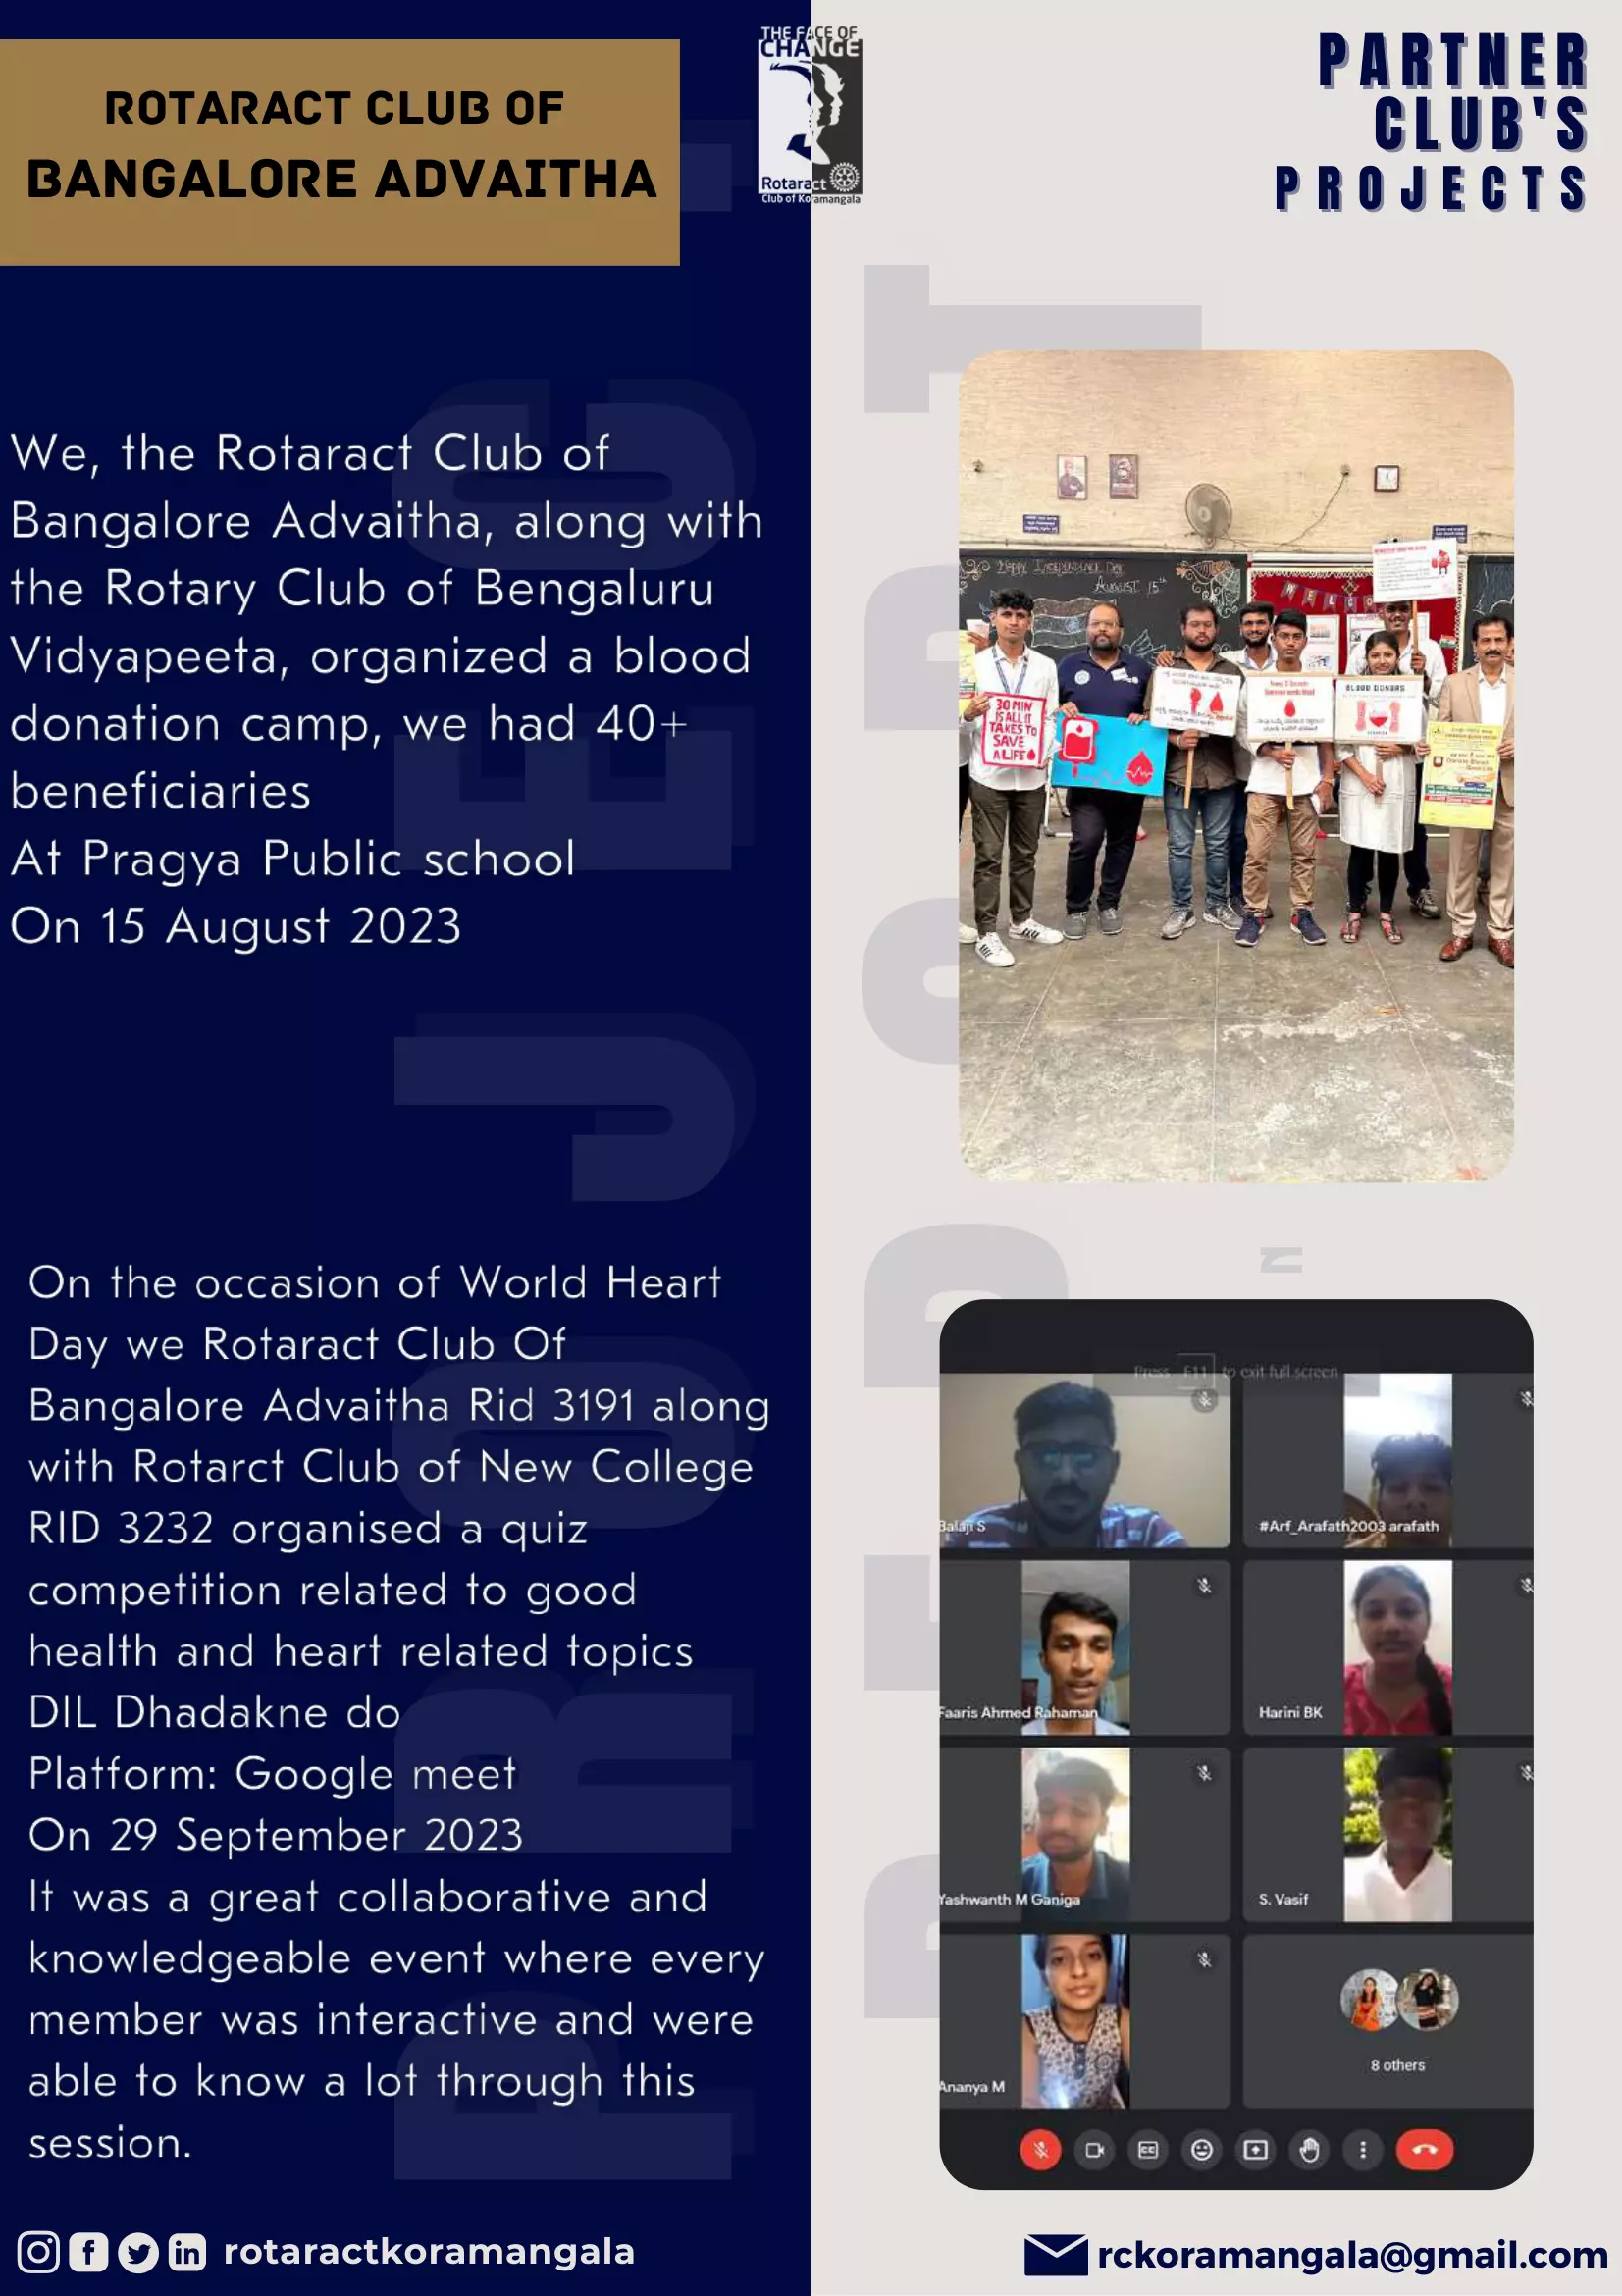 ROTARACT CLUB OF
BANGALORE ADVAITHA
THE FACE OF
CHANGE
Rotaract
Club of Koramangala
PARTNER
CLUB'S
PROJECTS
We, the Rotaract Club of
Bangalore Advaitha, along with
the Rotary Club of Bengaluru
Vidyapeeta, organized a blood
donation camp, we had 40+
beneficiaries
At Pragya Public school
On 15 August 2023
Happy Independence Day
August 15th
WELCO
30 MIN
IS ALL IT
TAKES TO
SAVE
A LIFE
BLOOD DONORS
On the occasion of World Heart
Day we Rotaract Club Of
Bangalore Advaitha Rid 3191 along
with Rotarct Club of New College
RID 3232 organised a quiz
competition related to good
health and heart related topics
DIL Dhadakne do
Platform: Google meet
On 29 September 2023
It was a great collaborative and
knowledgeable event where every
member was interactive and were
able to know a lot through this
session.
Press F11 to exit full screen
Balaji S
#Arf_Arafath2003 arafath
Faaris Ahmed Rahaman
Harini BK
Yashwanth M Ganiga
S. Vasif
Ananya M
8 others
rotaractkoramangala
rckoramangala@gmail.com